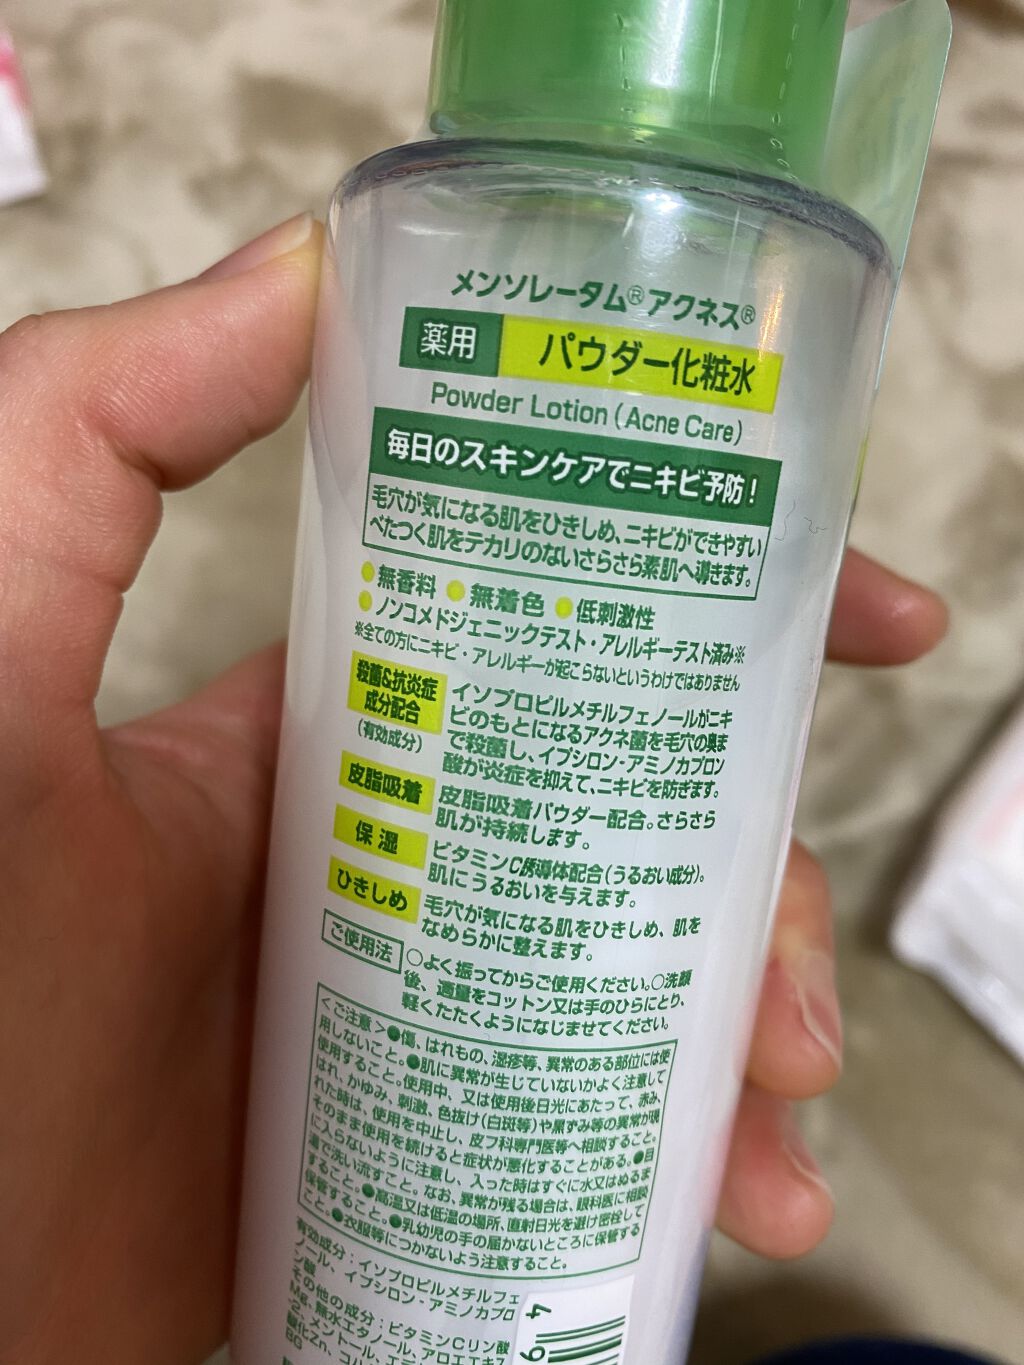 メンソレータム®アクネス®
薬用 パウダー化粧水
Powder Lotion (Acne Care)
毎日のスキンケアでニキビ予防!
毛穴が気になる肌をひきしめ、ニキビができやすい
べたつく肌をテカリのないさらさら素肌へ導きます。
●無香料 ●無着色 ●低刺激性
●ノンコメドジェニックテスト・アレルギーテスト済み※
※全ての方にニキビ・アレルギーが起こらないというわけではありません
殺菌&抗炎症
成分配合
(有効成分)
イソプロピルメチルフェノールがニキ
ビのもとになるアクネ菌を毛穴の奥ま
で殺菌し、イプシロン-アミノカプロン
酸が炎症を抑えて、ニキビを防ぎます。
皮脂吸着
皮脂吸着パウダー配合。さらさら
肌が持続します。
保湿
ビタミンC誘導体配合(うるおい成分)。
肌にうるおいを与えます。
ひきしめ
毛穴が気になる肌をひきしめ、肌を
なめらかに整えます。
ご使用法
○よく振ってからご使用ください。○洗顔
後、適量をコットン又は手のひらにとり、
軽くたたくようになじませてください。
<ご注意>●傷、はれもの、湿疹等、異常のある部位には使
用しないこと。●肌に異常が生じていないかよく注意して
使用すること。使用中、又は使用後日光にあたって、赤み、
はれ、かゆみ、刺激、色抜け(白斑等)や黒ずみ等の異常が現
れた時は、使用を中止し、皮フ科専門医等へ相談すること。
そのまま使用を続けると症状が悪化することがある。●目
に入らないように注意し、入った時はすぐに水又はぬるま
湯で洗い流すこと。なお、異常が残る場合は、眼科医に相談
すること。●高温又は低温の場所、直射日光を避け密栓して
保管すること。●乳幼児の手の届かないところに保管する
こと。●衣服等につかないよう注意すること。
有効成分:イソプロピルメチルフェ
ノール、イプシロン-アミノカプロ
ン酸
その他の成分:ビタミンCリン酸
Mg、無水エタノール、アロエエキス
-2、メントール、エデ
酸化Zn、コハ
BG
4
9